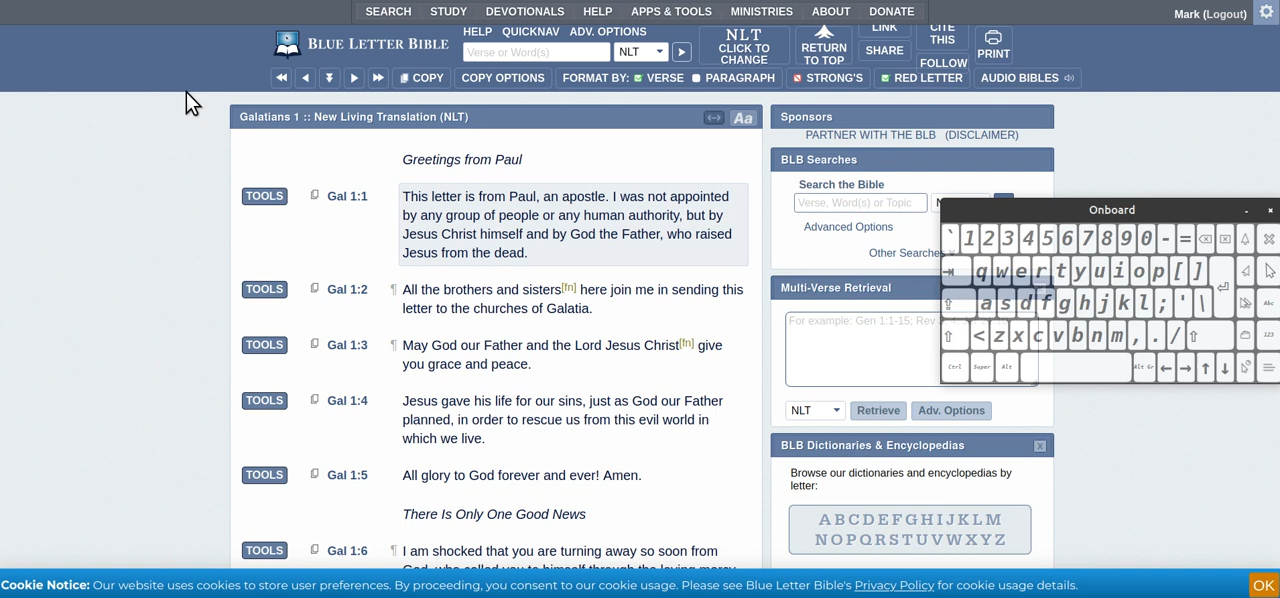 SEARCH STUDY DEVOTIONALS HELP APPS & TOOLS MINISTRIES ABOUT DONATE
Mark (Logout)
BLUE LETTER BIBLE
HELP QUICKNAV ADV. OPTIONS
Verse or Word(s) NLT
NLT
CLICK TO
CHANGE
RETURN
TO TOP
LINK
SHARE
CITE
THIS
FOLLOW
PRINT
COPY COPY OPTIONS FORMAT BY: VERSE PARAGRAPH STRONG'S RED LETTER AUDIO BIBLES
Galatians 1 :: New Living Translation (NLT) Aa
Greetings from Paul
TOOLS Gal 1:1 This letter is from Paul, an apostle. I was not appointed
by any group of people or any human authority, but by
Jesus Christ himself and by God the Father, who raised
Jesus from the dead.
TOOLS Gal 1:2 ¶ All the brothers and sisters[fn] here join me in sending this
letter to the churches of Galatia.
TOOLS Gal 1:3 ¶ May God our Father and the Lord Jesus Christ[fn] give
you grace and peace.
TOOLS Gal 1:4 Jesus gave his life for our sins, just as God our Father
planned, in order to rescue us from this evil world in
which we live.
TOOLS Gal 1:5 All glory to God forever and ever! Amen.
There Is Only One Good News
TOOLS Gal 1:6 ¶ I am shocked that you are turning away so soon from
God, who called you to himself through the loving mercy
Sponsors
PARTNER WITH THE BLB (DISCLAIMER)
BLB Searches
Search the Bible
Verse, Word(s) or Topic
Advanced Options
Other Searches
Multi-Verse Retrieval
For example: Gen 1:1-15; Rev
NLT Retrieve Adv. Options
BLB Dictionaries & Encyclopedias X
Browse our dictionaries and encyclopedias by
letter:
A B C D E F G H I J K L M
N O P Q R S T U V W X Y Z
Onboard - ×
` 1 2 3 4 5 6 7 8 9 0 - =
q w e r t y u i o p [ ]
a s d f g h j k l ; ' \ Abc
< z x c v b n m , . / 123
Ctrl Super Alt Alt Gr ← → ↑ ↓
Cookie Notice: Our website uses cookies to store user preferences. By proceeding, you consent to our cookie usage. Please see Blue Letter Bible's Privacy Policy for cookie usage details. OK